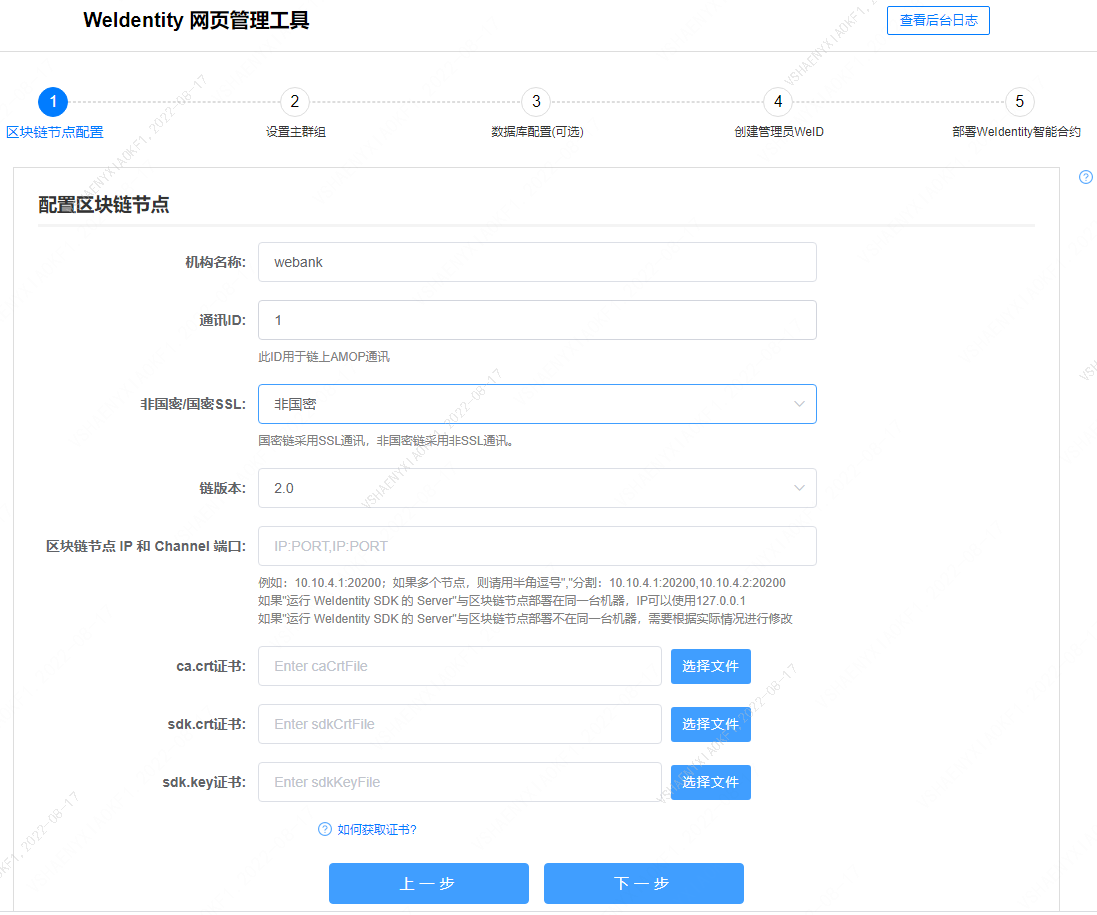 WeIdentity 网页管理工具
查看后台日志
1
2
3
4
5
区块链节点配置
设置主群组
数据库配置(可选)
创建管理员WeID
部署WeIdentity智能合约
配置区块链节点
机构名称: webank
通讯ID: 1
此ID用于链上AMOP通讯
非国密/国密SSL: 非国密
国密链采用SSL通讯，非国密链采用非SSL通讯。
链版本: 2.0
区块链节点 IP 和 Channel 端口: IP:PORT,IP:PORT
例如：10.10.4.1:20200；如果多个节点，则请用半角逗号","分割：10.10.4.1:20200,10.10.4.2:20200
如果"运行 WeIdentity SDK 的 Server"与区块链节点部署在同一台机器，IP可以使用127.0.0.1
如果"运行 WeIdentity SDK 的 Server"与区块链节点部署不在同一台机器，需要根据实际情况进行修改
ca.crt证书: Enter caCrtFile 选择文件
sdk.crt证书: Enter sdkCrtFile 选择文件
sdk.key证书: Enter sdkKeyFile 选择文件
? 如何获取证书?
上一步
下一步